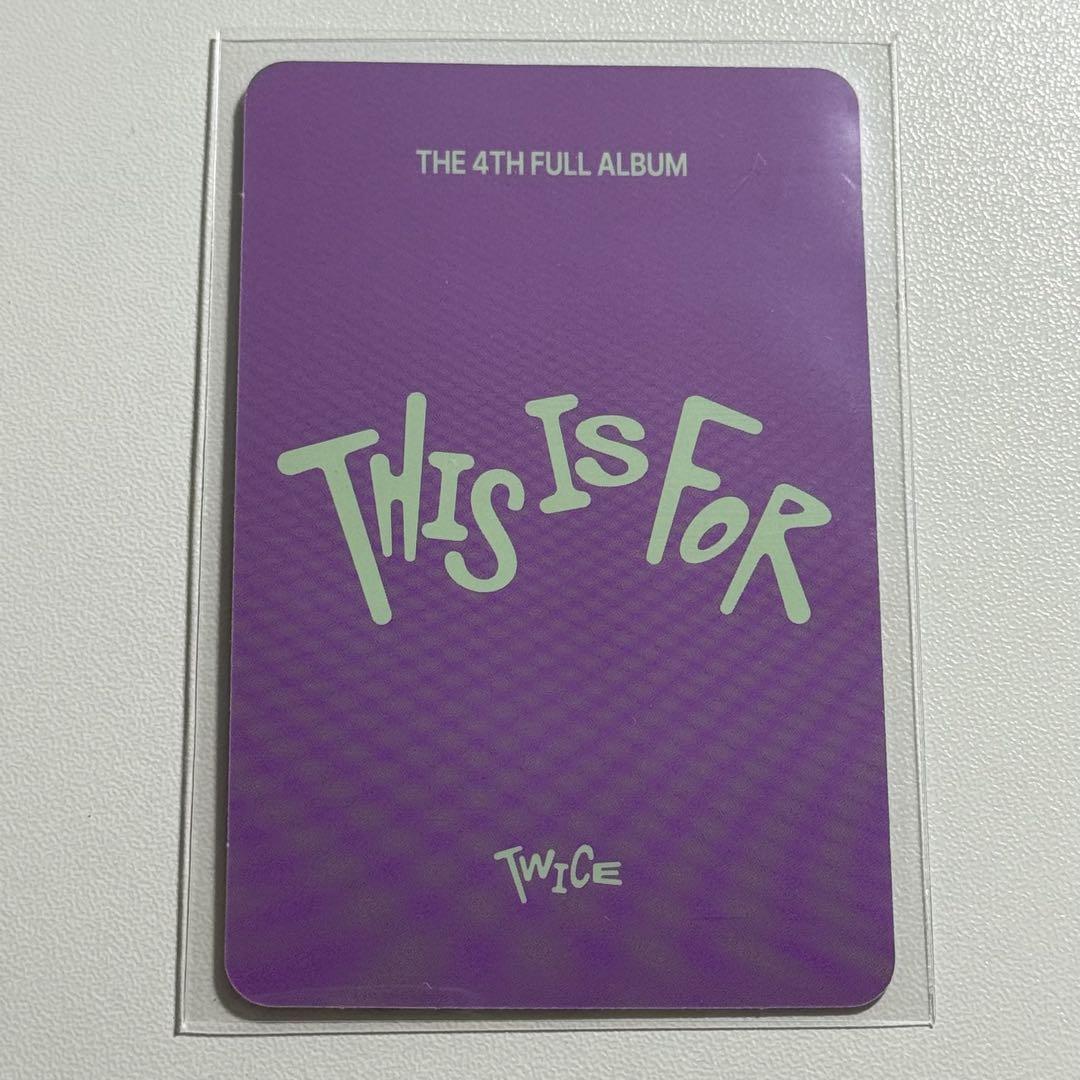 THE 4TH FULL ALBUM
THIS IS FOR
TWICE